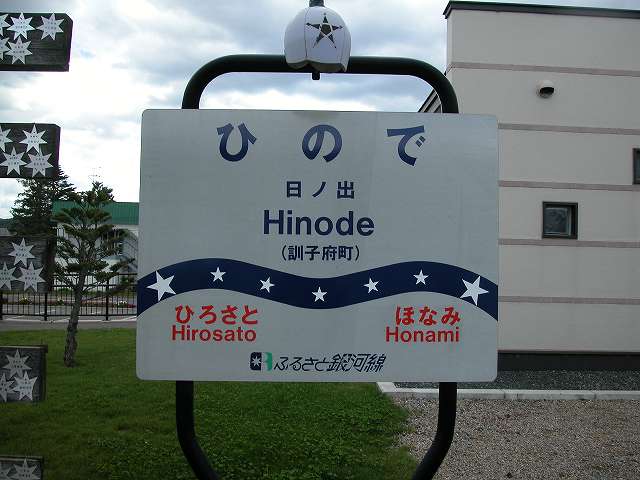 ひので
日ノ出
Hinode
(訓子府町)
ひろさと ほなみ
Hirosato Honami
ふるさと銀河線